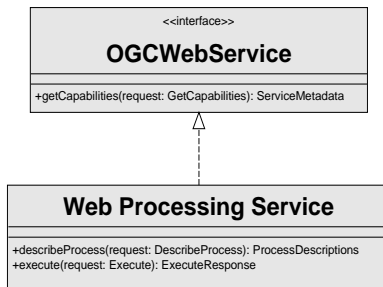 <<interface>>
OGCWebService
+getCapabilities(request: GetCapabilities): ServiceMetadata
Web Processing Service
+describeProcess(request: DescribeProcess): ProcessDescriptions
+execute(request: Execute): ExecuteResponse